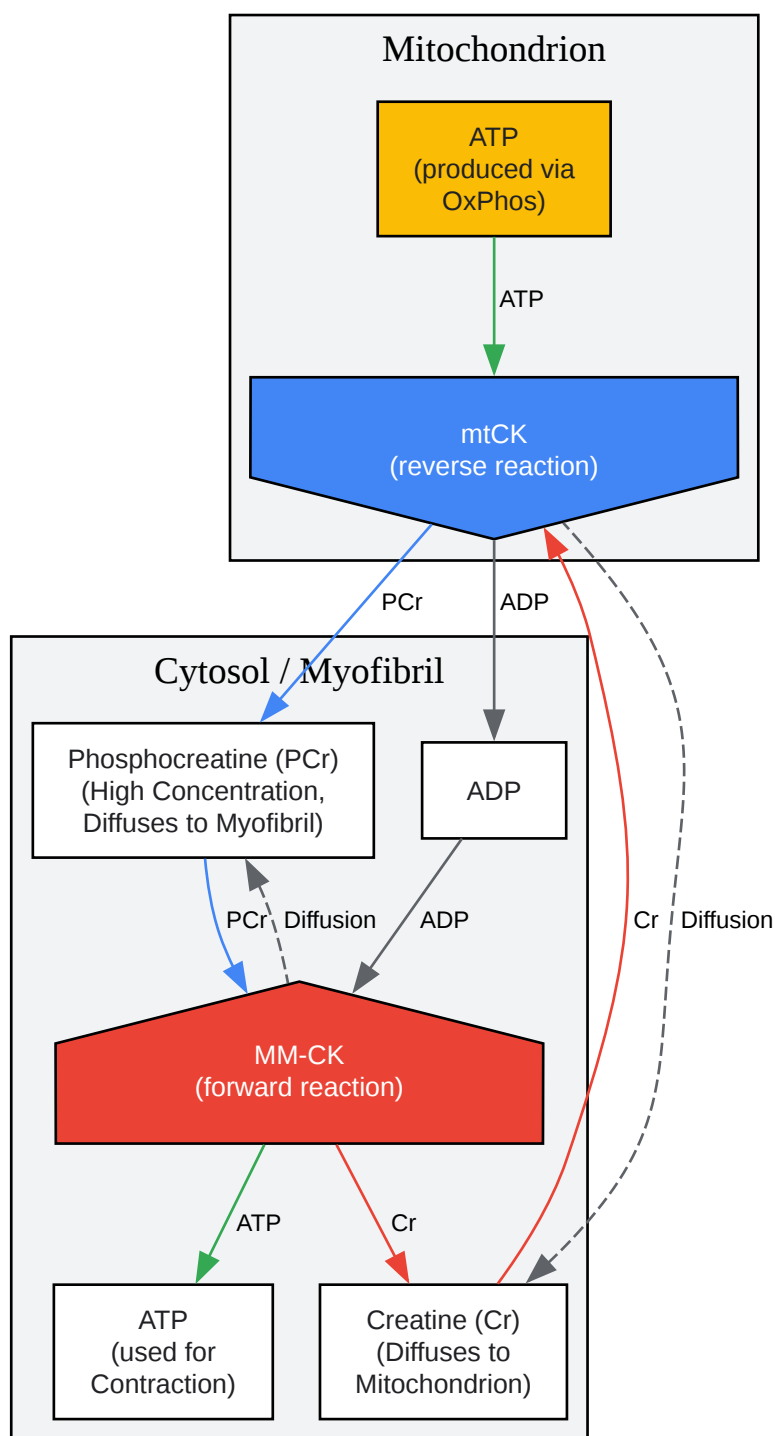 Mitochondrion
ATP
(produced via
OxPhos)
ATP
mtCK
(reverse reaction)
PCr
ADP
Cytosol / Myofibril
Phosphocreatine (PCr)
(High Concentration,
Diffuses to Myofibril)
ADP
PCr
Diffusion
ADP
Cr
Diffusion
MM-CK
(forward reaction)
ATP
Cr
ATP
(used for
Contraction)
Creatine (Cr)
(Diffuses to
Mitochondrion)